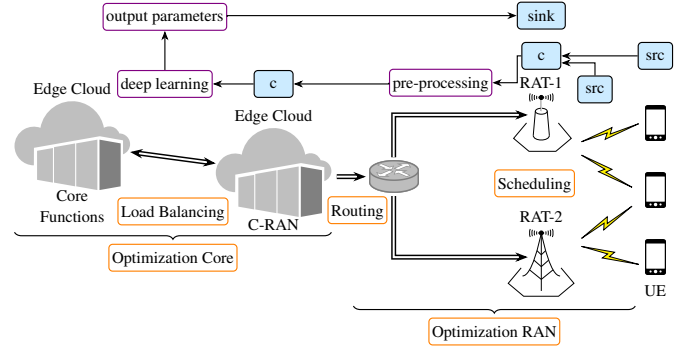 output parameters
sink
c
src
deep learning
c
pre-processing
src
RAT-1
Edge Cloud
Edge Cloud
Core
Functions
Load Balancing
C-RAN
Routing
Scheduling
RAT-2
Optimization Core
UE
Optimization RAN